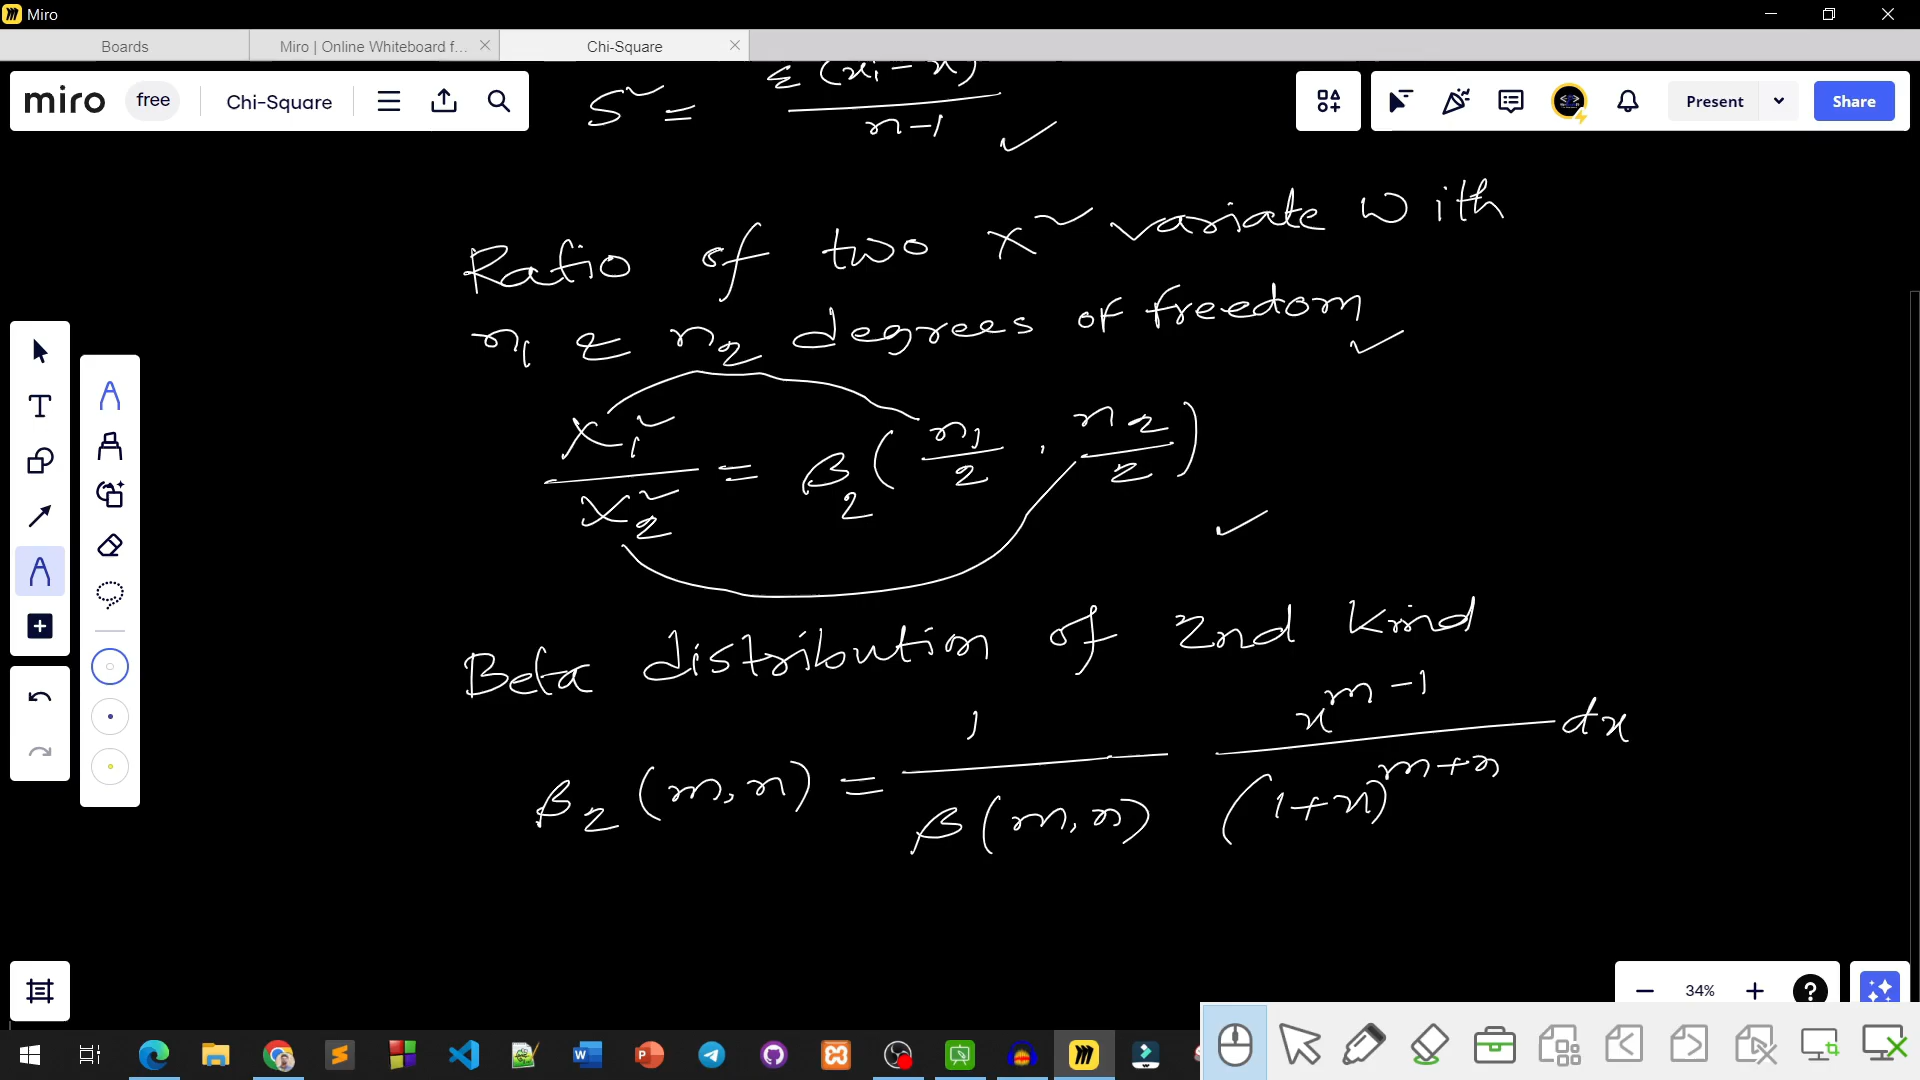 Miro
Boards
Miro | Online Whiteboard f...
Chi-Square
miro
free
Chi-Square
Present
Share
S² = Σ(xᵢ - x) / n-1
Ratio of two χ² variate with
n₁ & n₂ degrees of freedom
χ₁² / χ₂² = β₂(n₁/2, n₂/2)
Beta distribution of 2nd kind
β₂(m, n) = 1 / β(m, n) x^(m-1) / (1+x)^(m+n) dx
34%